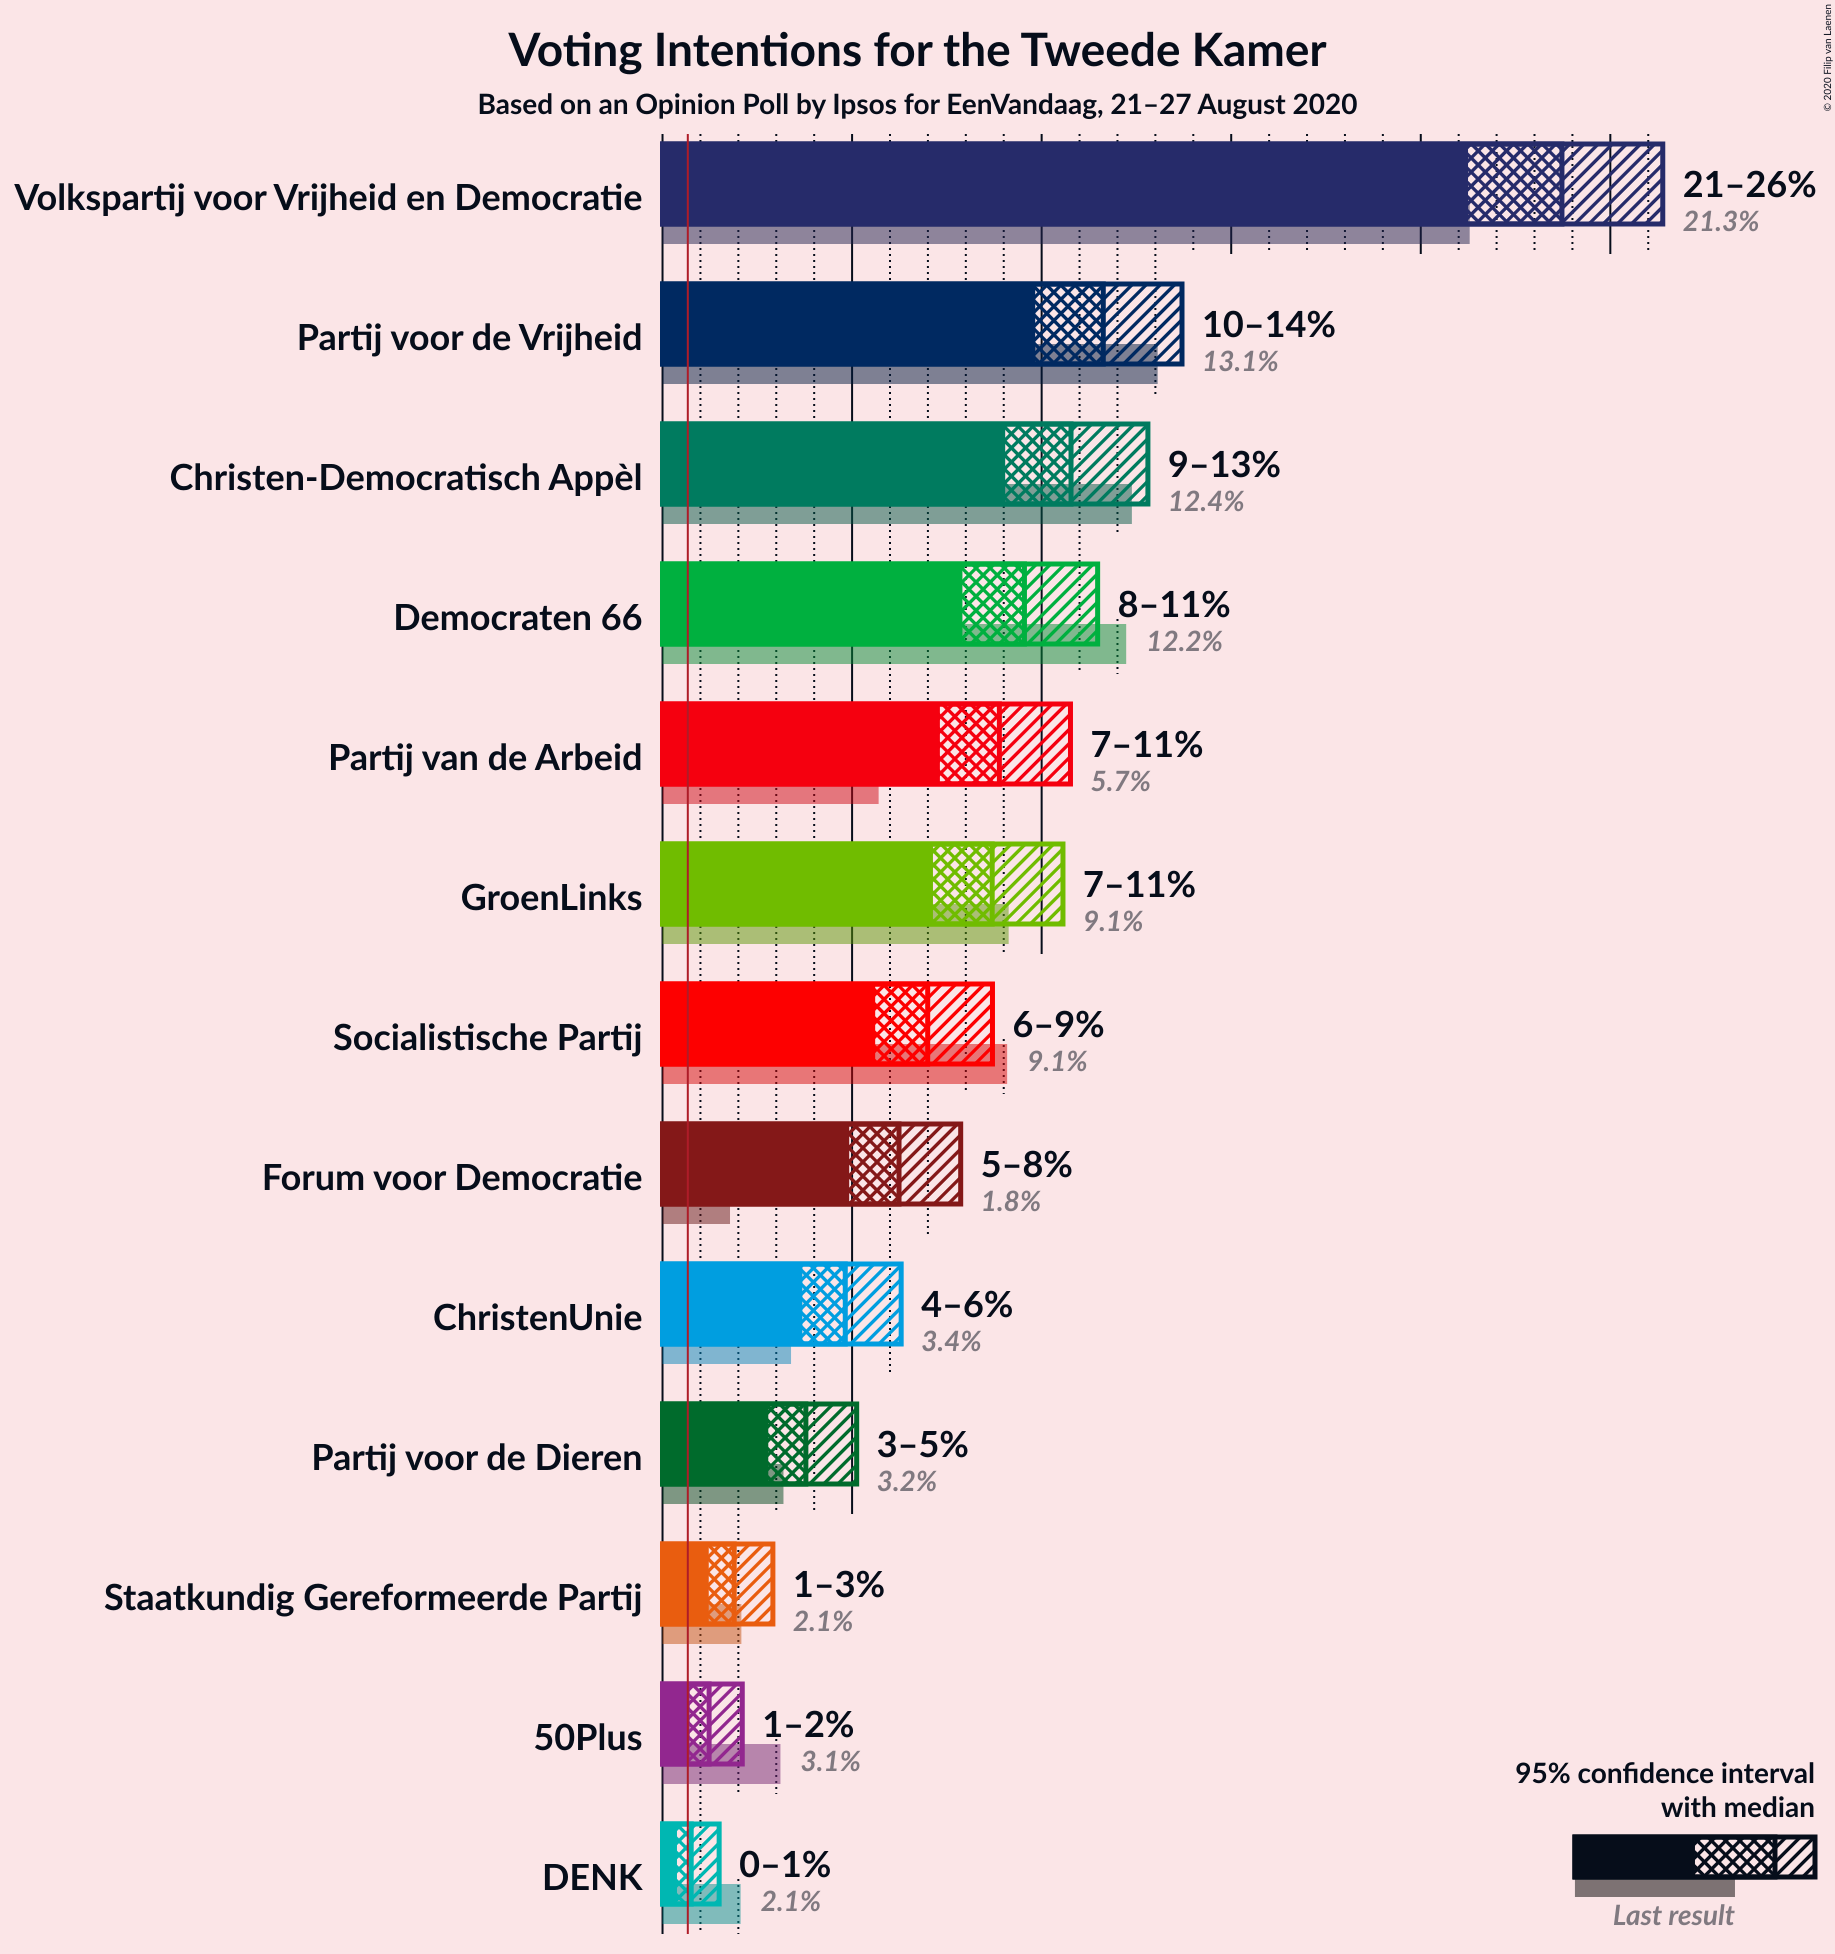 Voting Intentions for the Tweede Kamer
Based on an Opinion Poll by Ipsos for EenVandaag, 21–27 August 2020
© 2020 Filip van Laenen
Volkspartij voor Vrijheid en Democratie
21–26%
21.3%
Partij voor de Vrijheid
10–14%
13.1%
Christen-Democratisch Appèl
9–13%
12.4%
Democraten 66
8–11%
12.2%
Partij van de Arbeid
7–11%
5.7%
GroenLinks
7–11%
9.1%
Socialistische Partij
6–9%
9.1%
Forum voor Democratie
5–8%
1.8%
ChristenUnie
4–6%
3.4%
Partij voor de Dieren
3–5%
3.2%
Staatkundig Gereformeerde Partij
1–3%
2.1%
50Plus
1–2%
3.1%
DENK
0–1%
2.1%
95% confidence interval
with median
Last result